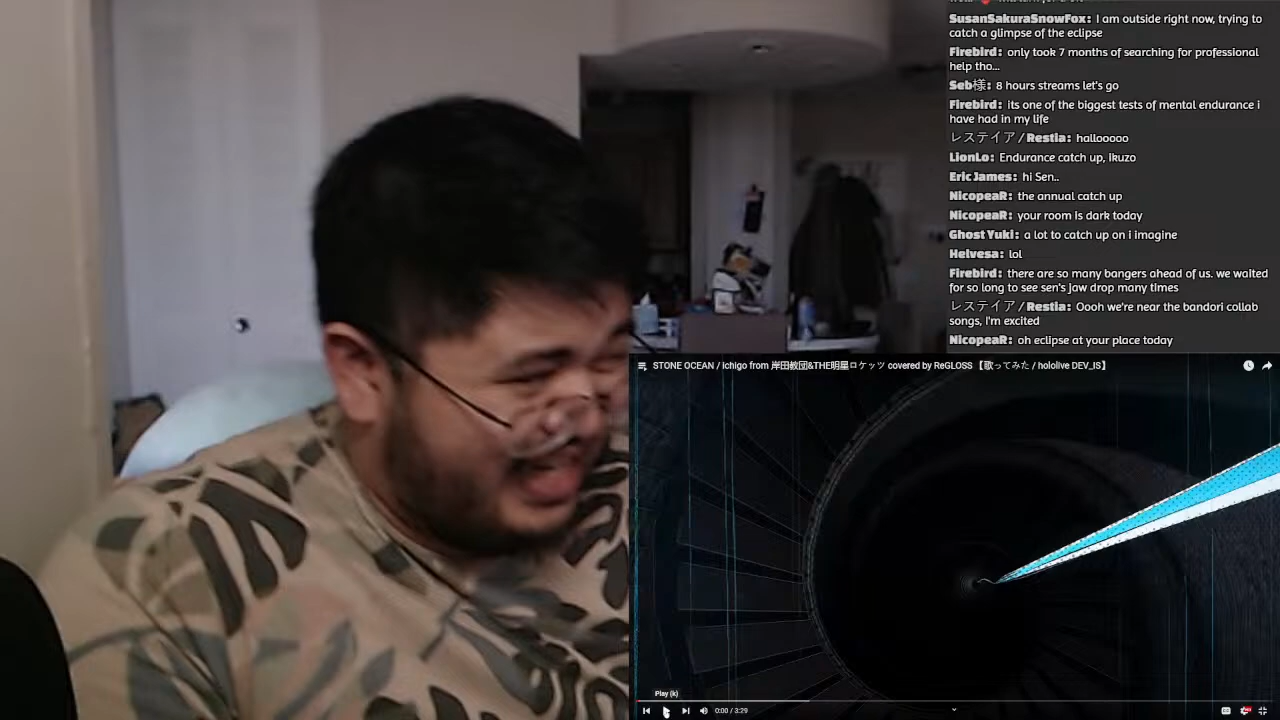 SusanSakuraSnowFox: I am outside right now, trying to
catch a glimpse of the eclipse
Firebird: only took 7 months of searching for professional
help tho...
Seb様: 8 hours streams let's go
Firebird: its one of the biggest tests of mental endurance i
have had in my life
レステイア / Restia: hallooooo
LionLo: Endurance catch up, Ikuzo
Eric James: hi Sen..
NicopeaR: the annual catch up
NicopeaR: your room is dark today
Ghost Yuki: a lot to catch up on i imagine
Helvesa: lol
Firebird: there are so many bangers ahead of us. we waited
for so long to see sen's jaw drop many times
レステイア / Restia: Oooh we're near the bandori collab
songs, I'm excited
NicopeaR: oh eclipse at your place today
STONE OCEAN / ichigo from 岸田教団&THE明星ロケッツ covered by ReGLOSS 【歌ってみた / hololive DEV_IS】
Play (k)
0:00 / 3:29